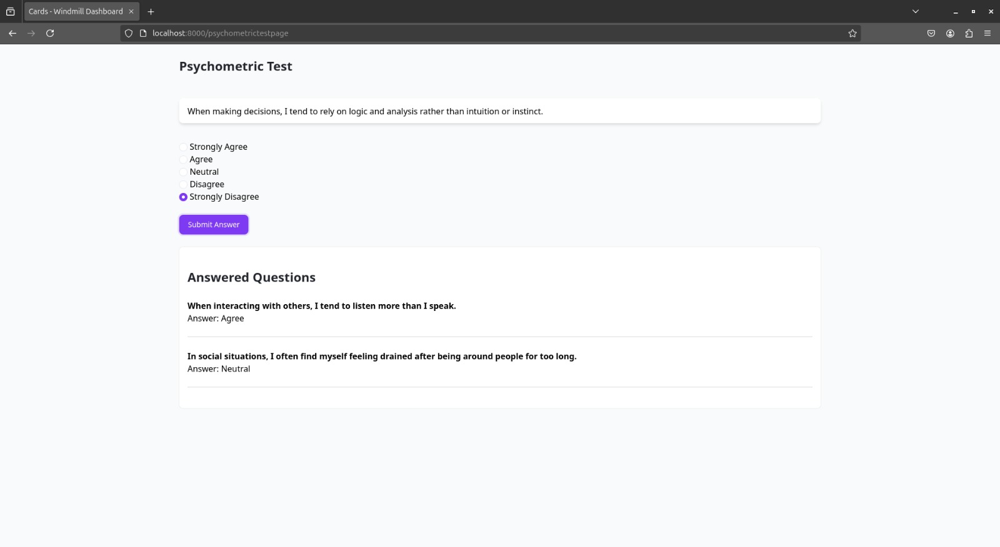 Cards - Windmill Dashboard
localhost:8000/psychometrictestpage
Psychometric Test
When making decisions, I tend to rely on logic and analysis rather than intuition or instinct.
Strongly Agree
Agree
Neutral
Disagree
Strongly Disagree
Submit Answer
Answered Questions
When interacting with others, I tend to listen more than I speak.
Answer: Agree
In social situations, I often find myself feeling drained after being around people for too long.
Answer: Neutral